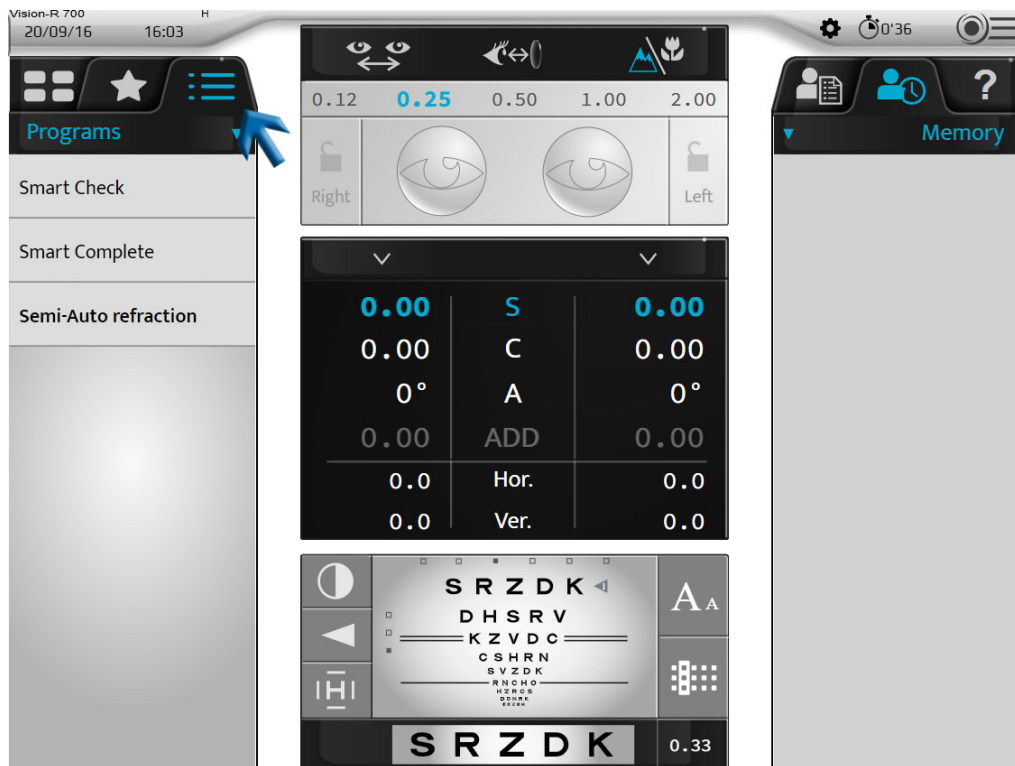 Vision-R 700 H
20/09/16 16:03
0'36
?
Programs
Smart Check
Smart Complete
Semi-Auto refraction
0.12 0.25 0.50 1.00 2.00
Right Left
0.00 S 0.00
0.00 C 0.00
0° A 0°
0.00 ADD 0.00
0.0 Hor. 0.0
0.0 Ver. 0.0
S R Z D K 1
D H S R V
K Z V D C
C S H R N
S V Z D K
R N C H O
A A
H
S R Z D K 0.33
Memory